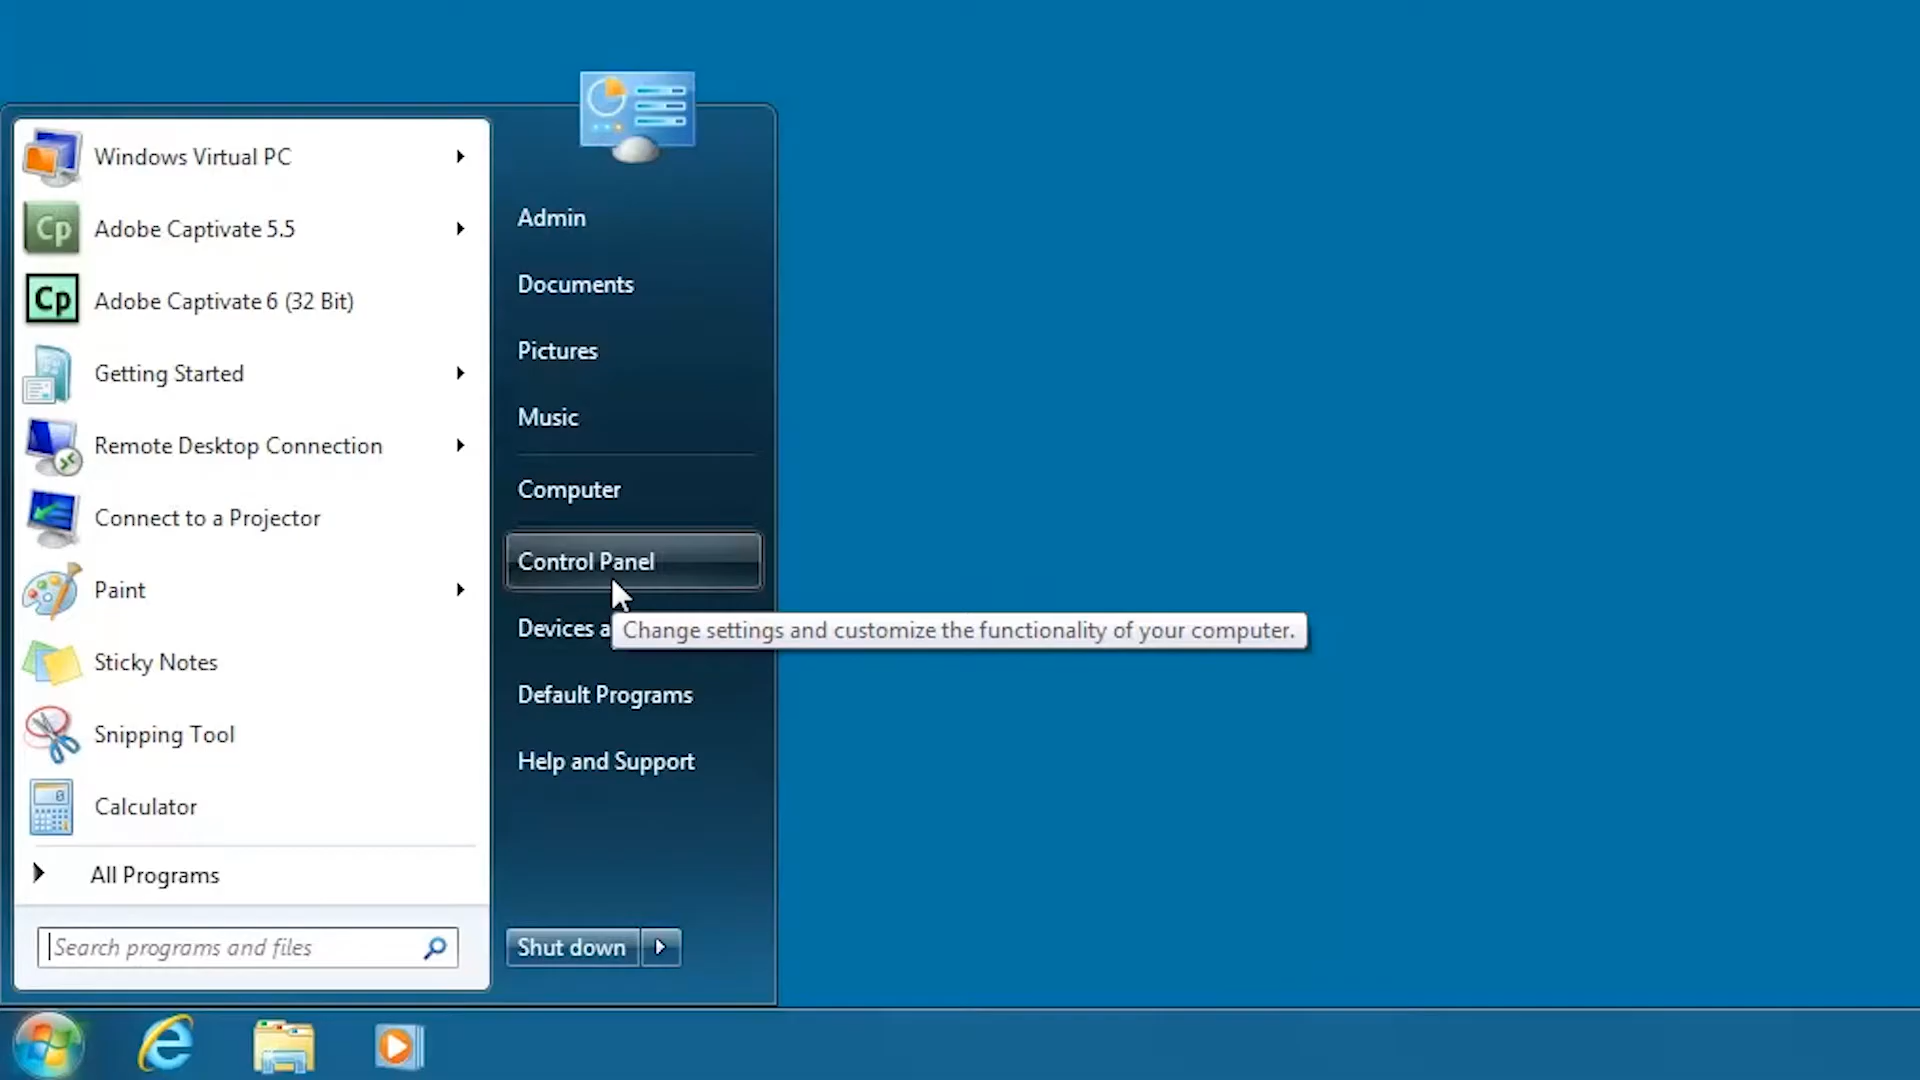 Windows Virtual PC
Cp
Adobe Captivate 5.5
Cp
Adobe Captivate 6 (32 Bit)
Getting Started
Remote Desktop Connection
Connect to a Projector
Paint
Sticky Notes
Snipping Tool
Calculator
All Programs
Search programs and files
Admin
Documents
Pictures
Music
Computer
Control Panel
Devices a
Change settings and customize the functionality of your computer.
Default Programs
Help and Support
Shut down